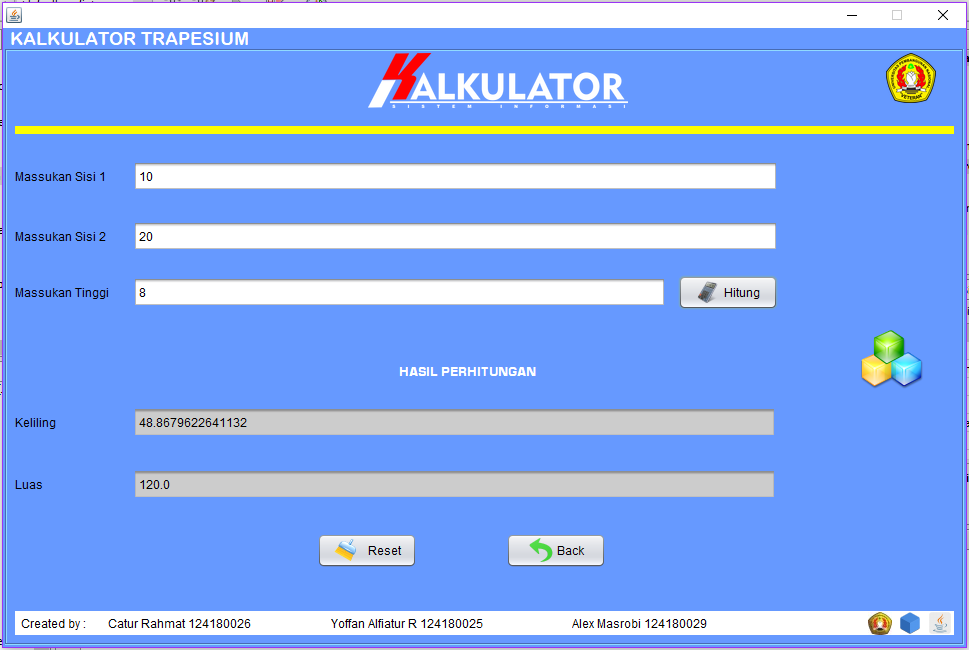 KALKULATOR TRAPESIUM
KALKULATOR
SISTEM INFORMASI
Massukan Sisi 1
10
Massukan Sisi 2
20
Massukan Tinggi
8
Hitung
HASIL PERHITUNGAN
Keliling
48.8679622641132
Luas
120.0
Reset
Back
Created by :
Catur Rahmat 124180026
Yoffan Alfiatur R 124180025
Alex Masrobi 124180029